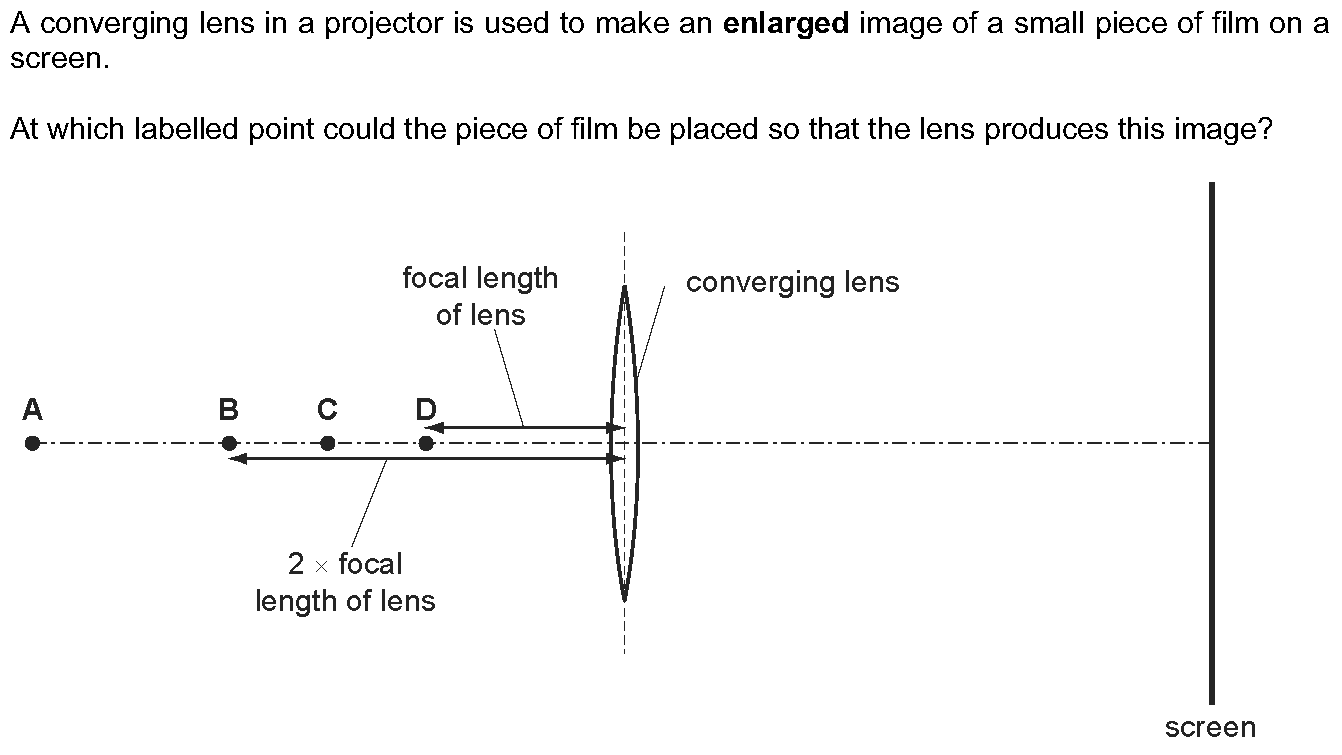 A converging lens in a projector is used to make an enlarged image of a small piece of film on a
screen.
At which labelled point could the piece of film be placed so that the lens produces this image?
focal length
of lens
converging lens
A
B
C
D
2 × focal
length of lens
screen